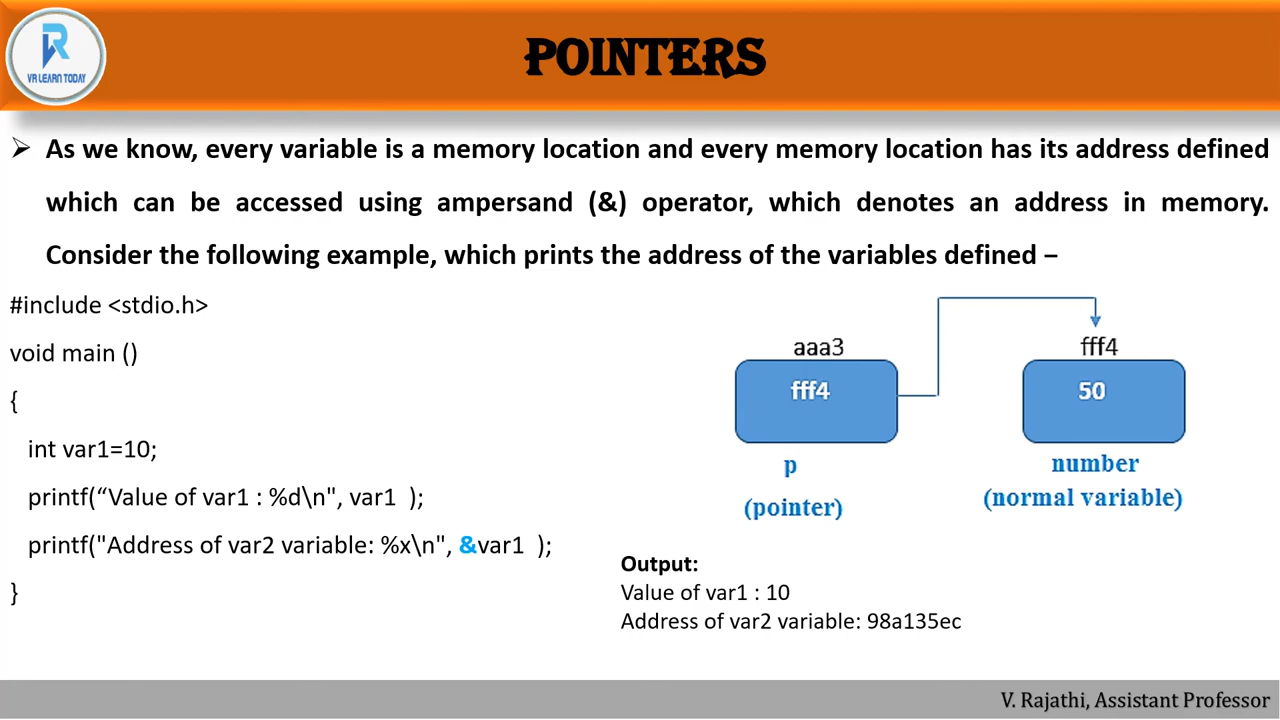 VR LEARN TODAY
POINTERS
➢ As we know, every variable is a memory location and every memory location has its address defined
which can be accessed using ampersand (&) operator, which denotes an address in memory.
Consider the following example, which prints the address of the variables defined −
#include <stdio.h>
void main ()
{
int var1=10;
printf(“Value of var1 : %d\n", var1  );
printf("Address of var2 variable: %x\n", &var1  );
}
aaa3
fff4
fff4
50
p
(pointer)
number
(normal variable)
Output:
Value of var1 : 10
Address of var2 variable: 98a135ec
V. Rajathi, Assistant Professor